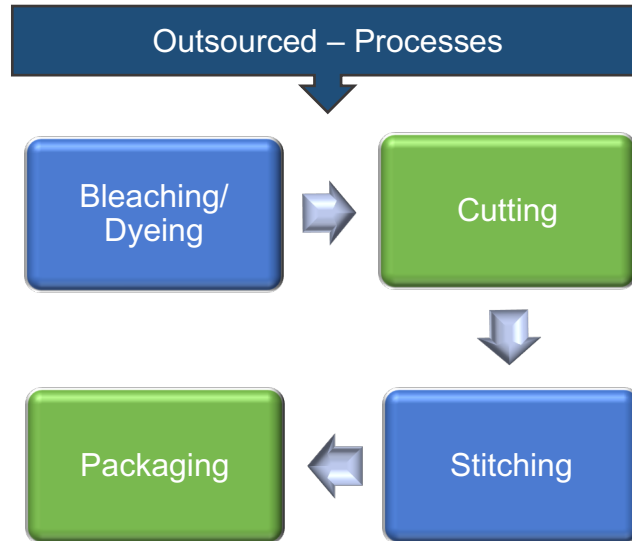 Outsourced – Processes
Bleaching/
Dyeing
Cutting
Packaging
Stitching